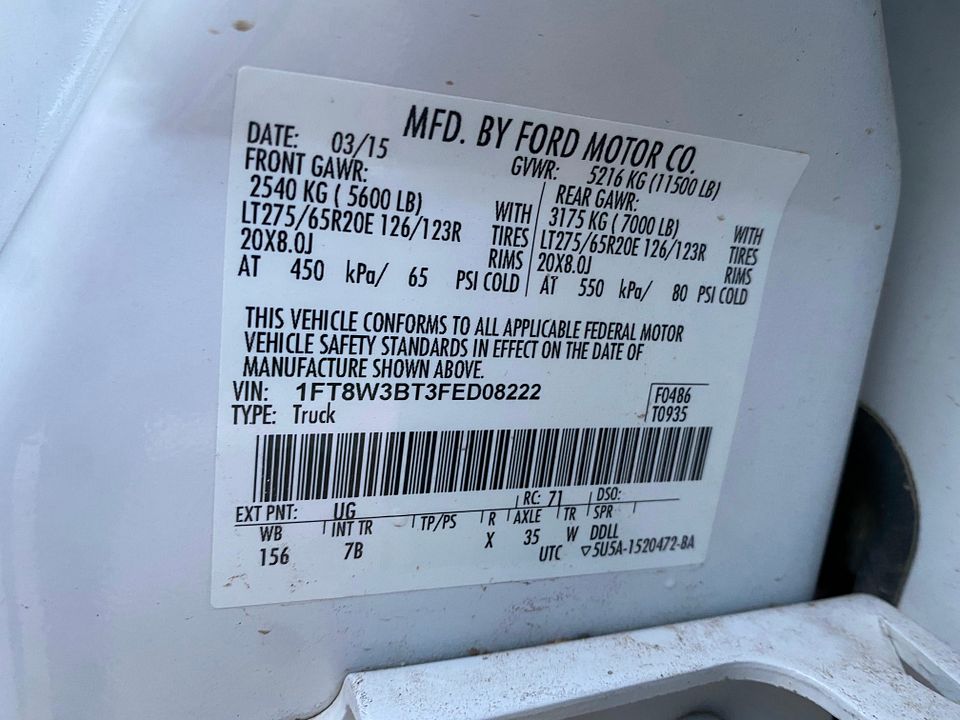 MFD. BY FORD MOTOR CO.
DATE: 03/15 GVWR: 5216 KG (11500 LB)
FRONT GAWR: REAR GAWR:
2540 KG ( 5600 LB) WITH 3175 KG ( 7000 LB) WITH
LT275/65R20E 126/123R TIRES LT275/65R20E 126/123R TIRES
20X8.0J RIMS 20X8.0J RIMS
AT 450 kPa/ 65 PSI COLD AT 550 kPa/ 80 PSI COLD
THIS VEHICLE CONFORMS TO ALL APPLICABLE FEDERAL MOTOR
VEHICLE SAFETY STANDARDS IN EFFECT ON THE DATE OF
MANUFACTURE SHOWN ABOVE.
VIN: 1FT8W3BT3FED08222 F0486
TYPE: Truck T0935
EXT PNT: UG RC: 71 DSO:
WB INT TR TP/PS R AXLE TR SPR
156 7B X 35 W DDLL
UTC ▽5U5A-1520472-BA